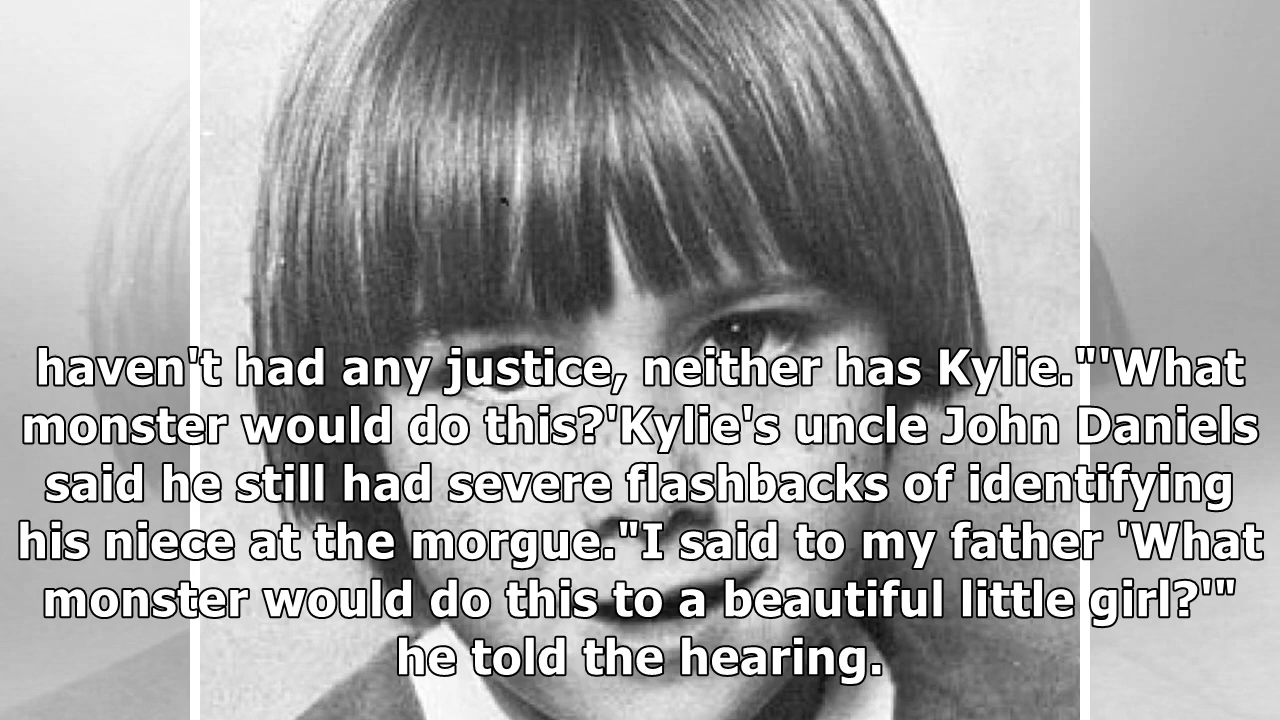 haven't had any justice, neither has Kylie."'What
monster would do this?'Kylie's uncle John Daniels
said he still had severe flashbacks of identifying
his niece at the morgue."I said to my father 'What
monster would do this to a beautiful little girl?'"
he told the hearing.